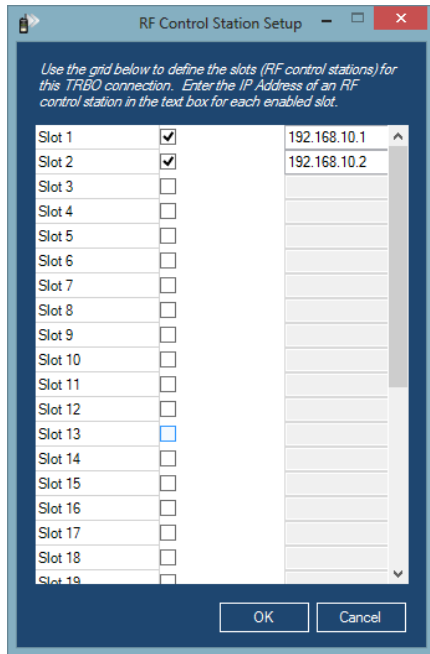 RF Control Station Setup
Use the grid below to define the slots (RF control stations) for
this TRBO connection. Enter the IP Address of an RF
control station in the text box for each enabled slot.
Slot 1 192.168.10.1
Slot 2 192.168.10.2
Slot 3
Slot 4
Slot 5
Slot 6
Slot 7
Slot 8
Slot 9
Slot 10
Slot 11
Slot 12
Slot 13
Slot 14
Slot 15
Slot 16
Slot 17
Slot 18
Slot 19
OK Cancel